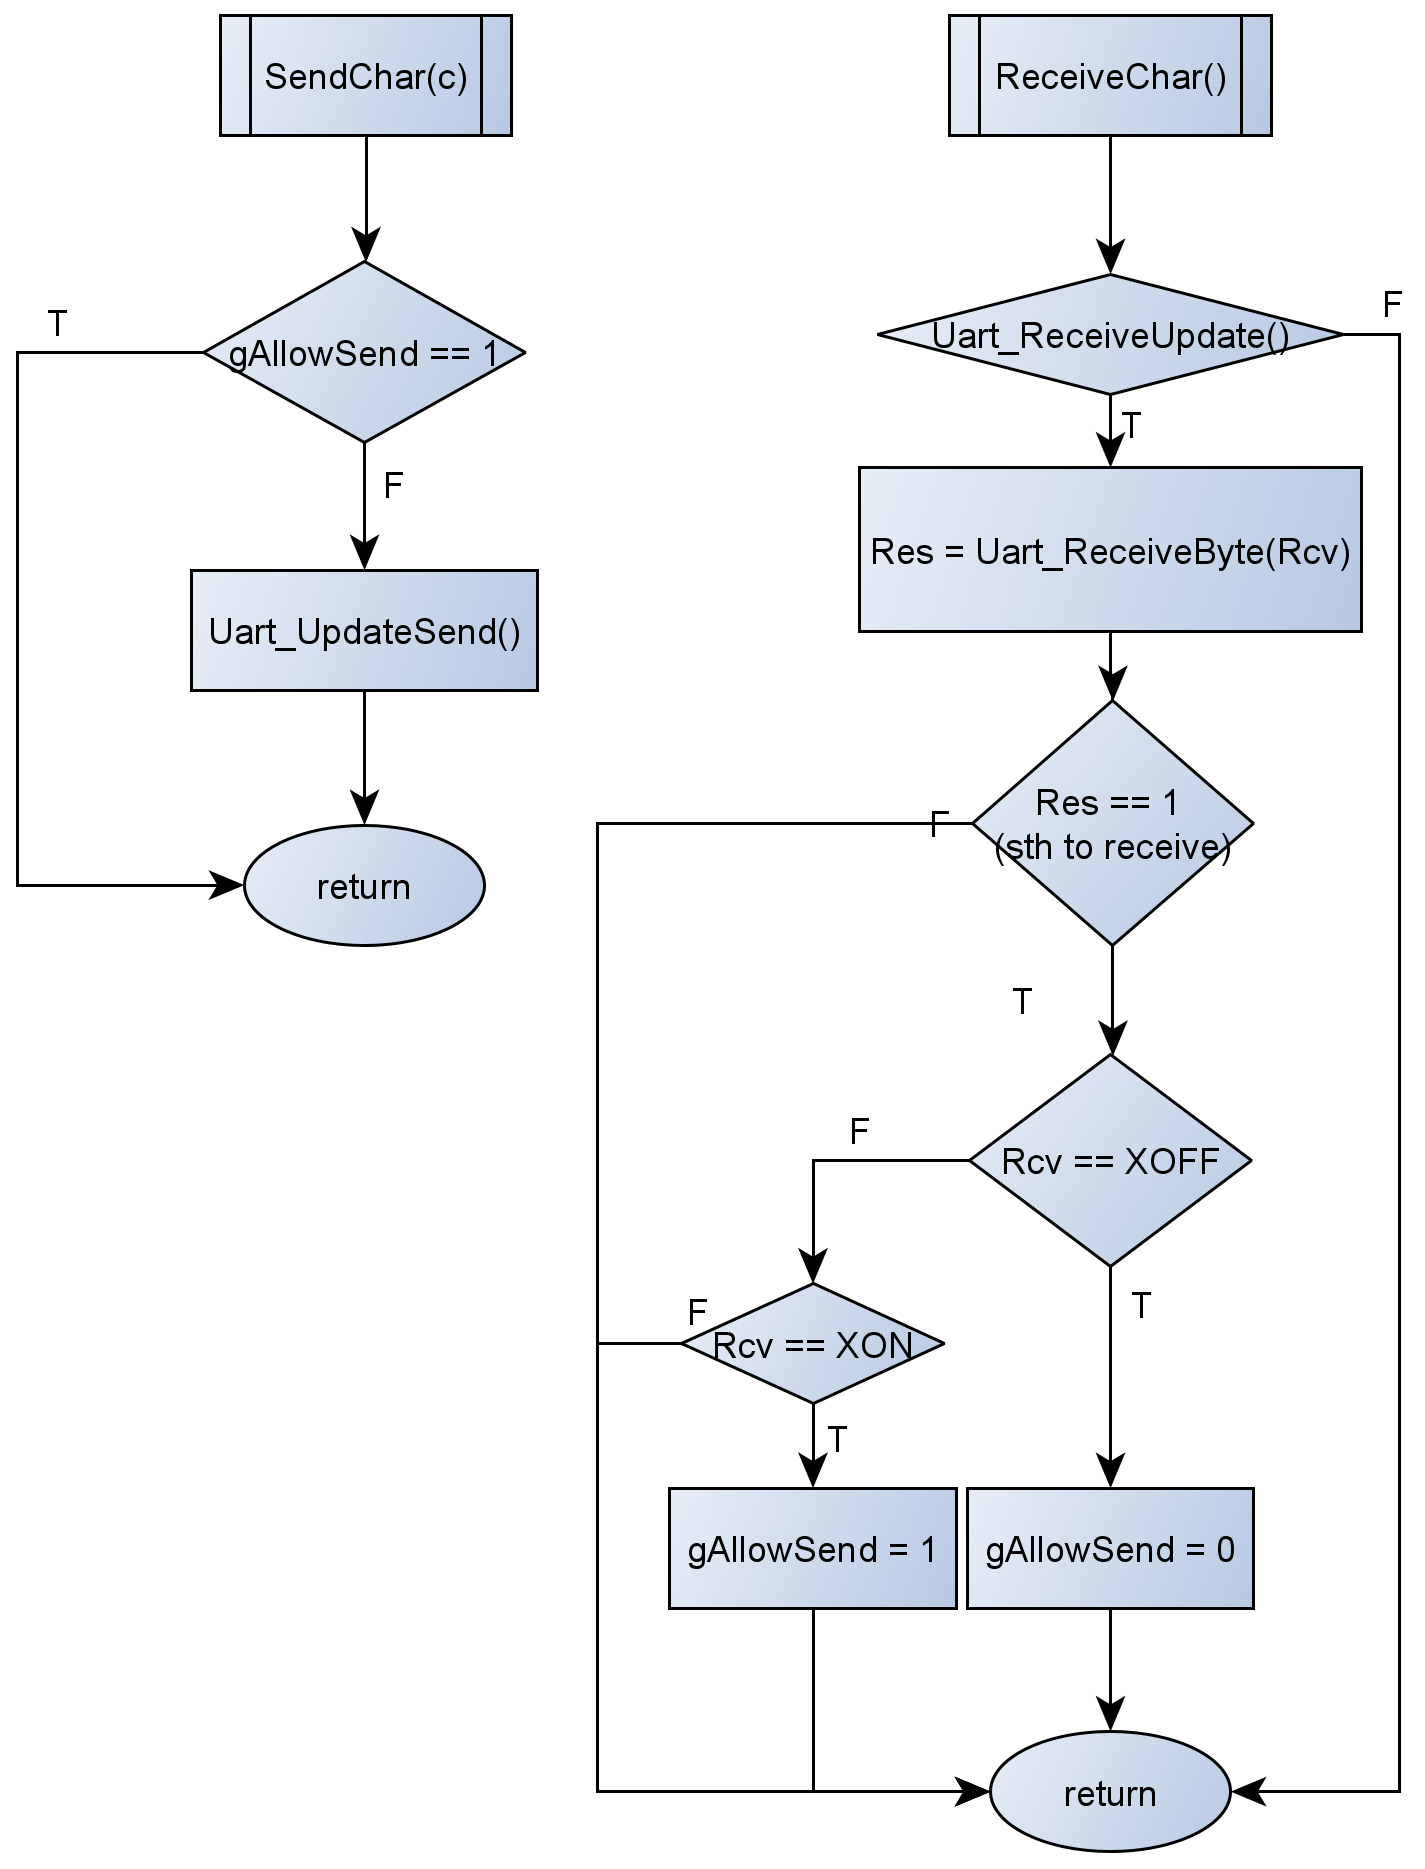 SendChar(c)
gAllowSend == 1
T
F
Uart_UpdateSend()
return
ReceiveChar()
Uart_ReceiveUpdate()
F
T
Res = Uart_ReceiveByte(Rcv)
Res == 1
(sth to receive)
F
T
Rcv == XOFF
F
T
Rcv == XON
F
T
gAllowSend = 1
gAllowSend = 0
return